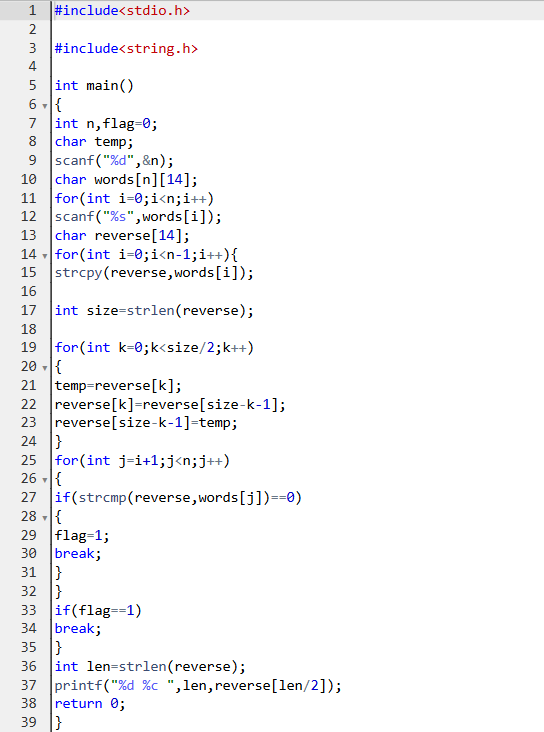 1 #include<stdio.h>
2
3 #include<string.h>
4
5 int main()
6 {
7 int n,flag=0;
8 char temp;
9 scanf("%d",&n);
10 char words[n][14];
11 for(int i=0;i<n;i++)
12 scanf("%s",words[i]);
13 char reverse[14];
14 for(int i=0;i<n-1;i++){
15 strcpy(reverse,words[i]);
16
17 int size=strlen(reverse);
18
19 for(int k=0;k<size/2;k++)
20 {
21 temp=reverse[k];
22 reverse[k]=reverse[size-k-1];
23 reverse[size-k-1]=temp;
24 }
25 for(int j=i+1;j<n;j++)
26 {
27 if(strcmp(reverse,words[j])==0)
28 {
29 flag=1;
30 break;
31 }
32 }
33 if(flag==1)
34 break;
35 }
36 int len=strlen(reverse);
37 printf("%d %c ",len,reverse[len/2]);
38 return 0;
39 }